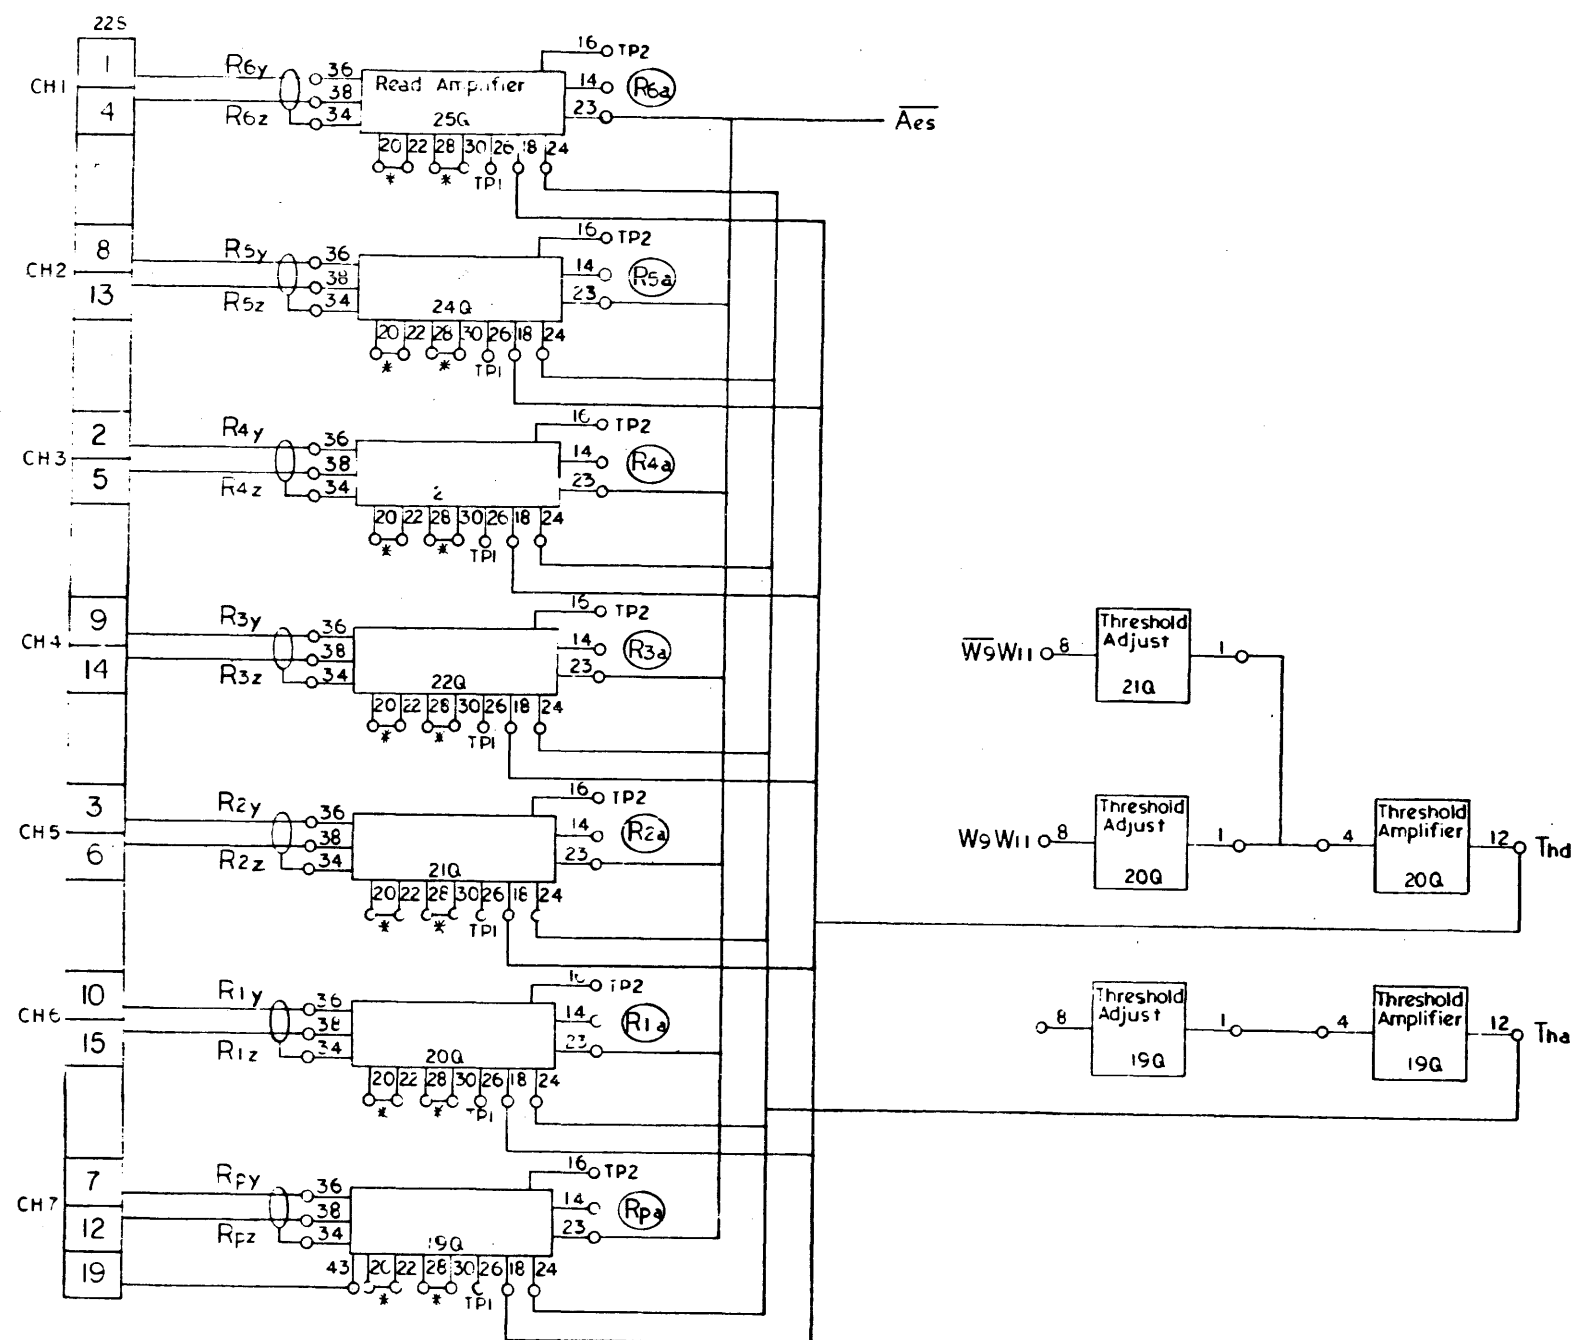 22S
CH1
1
4
R6y
R6z
36
38
34
Read Amplifier
25Q
16 TP2
14 R6a
23
Aes
20 22 28 30 26 18 24
* * TP1
CH2
8
13
R5y
R5z
36
38
34
24Q
16 TP2
14 R5a
23
20 22 28 30 26 18 24
* * TP1
CH3
2
5
R4y
R4z
36
38
34
2
16 TP2
14 R4a
23
20 22 28 30 26 18 24
* * TP1
CH4
9
14
R3y
R3z
36
38
34
22Q
TP2
14 R3a
23
20 22 28 30 26 18 24
* * TP1
CH5
3
6
R2y
R2z
36
38
34
21Q
16 TP2
14 R2a
23
20 22 28 30 26 18 24
* * TP1
CH6
10
15
R1y
R1z
36
38
34
20Q
TP2
14 R1a
23
20 22 28 30 26 18 24
* * TP1
CH7
7
12
19
Rpy
Rpz
36
38
34
19Q
16 TP2
14 Rpa
23
43 20 22 28 30 26 18 24
* * TP1
W9W11 8
Threshold
Adjust
21Q
1
W9W11 8
Threshold
Adjust
20Q
1
4
Threshold
Amplifier
20Q
12 Thd
8
Threshold
Adjust
19Q
1
4
Threshold
Amplifier
19Q
12 Tha